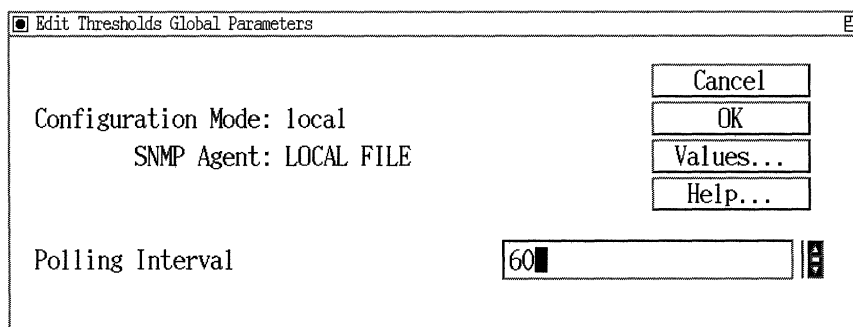 Edit Thresholds Global Parameters
Cancel
Configuration Mode: local
OK
SNMP Agent: LOCAL FILE
Values...
Help...
Polling Interval
60